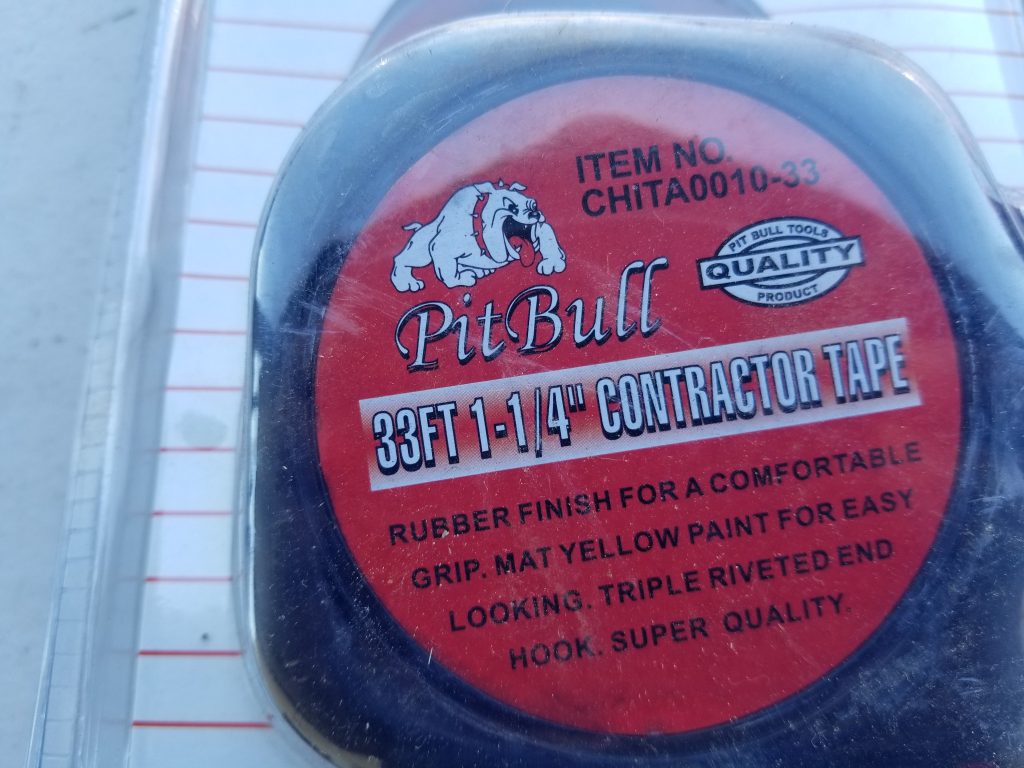 ITEM NO.
CHITA0010-33
PIT BULL TOOLS
QUALITY
PRODUCT
PitBull
33FT 1-1/4" CONTRACTOR TAPE
RUBBER FINISH FOR A COMFORTABLE
GRIP. MAT YELLOW PAINT FOR EASY
LOOKING. TRIPLE RIVETED END
HOOK. SUPER QUALITY.